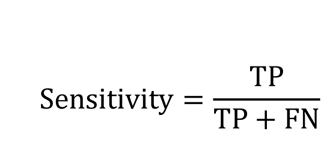 Sensitivity = TP / TP + FN